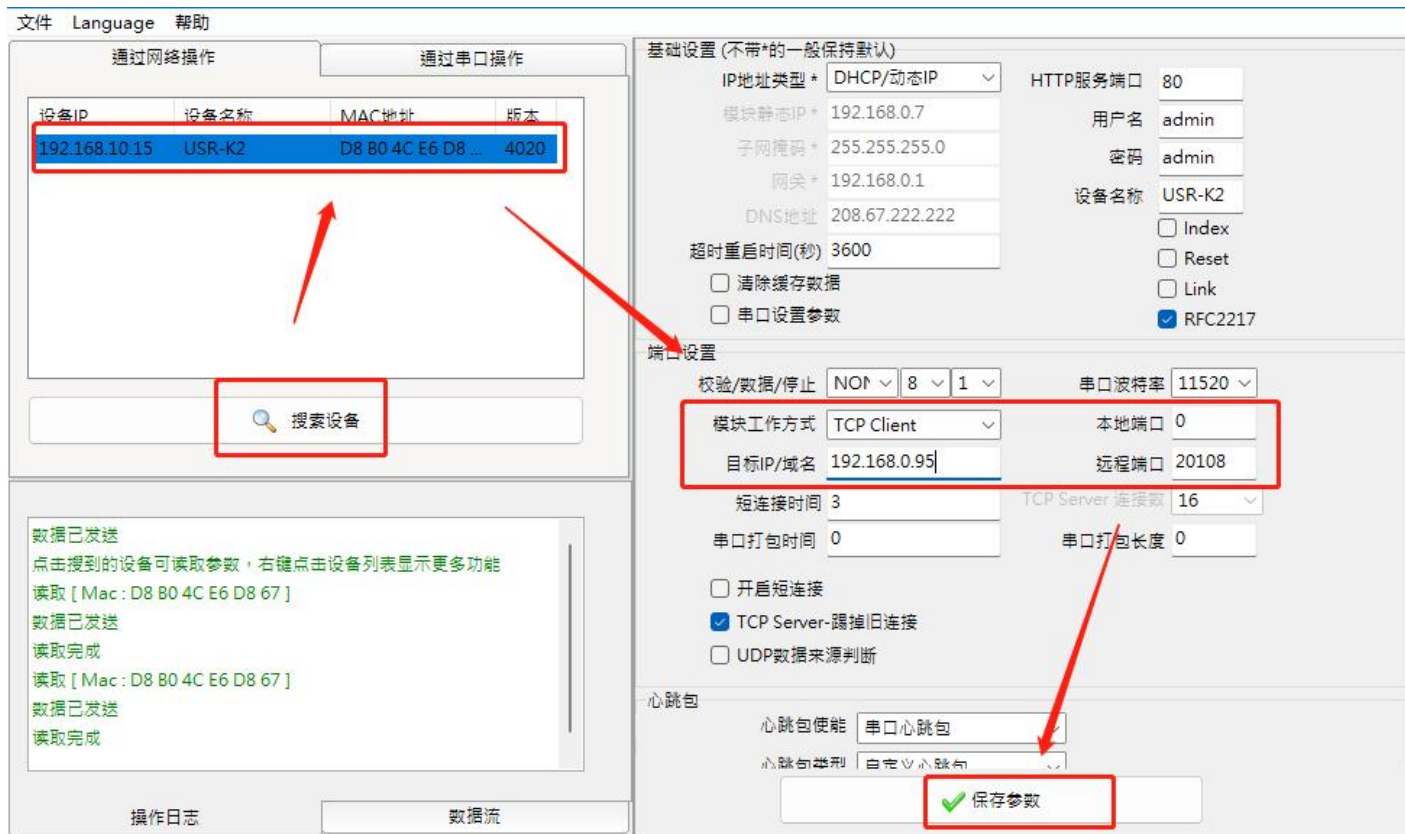 文件 Language 帮助
通过网络操作 通过串口操作
设备IP 设备名称 MAC地址 版本
192.168.10.15 USR-K2 D8 B0 4C E6 D8 ... 4020
搜索设备
数据已发送
点击搜到的设备可读取参数，右键点击设备列表显示更多功能
读取 [ Mac : D8 B0 4C E6 D8 67 ]
数据已发送
读取完成
读取 [ Mac : D8 B0 4C E6 D8 67 ]
数据已发送
读取完成
操作日志 数据流
基础设置 (不带*的一般保持默认)
IP地址类型 * DHCP/动态IP HTTP服务端口 80
模块静态IP * 192.168.0.7 用户名 admin
子网掩码 * 255.255.255.0 密码 admin
网关 * 192.168.0.1 设备名称 USR-K2
DNS地址 208.67.222.222 Index
超时重启时间(秒) 3600 Reset
清除缓存数据 Link
串口设置参数 RFC2217
端口设置
校验/数据/停止 NON 8 1 串口波特率 11520
模块工作方式 TCP Client 本地端口 0
目标IP/域名 192.168.0.95 远程端口 20108
短连接时间 3 TCP Server 连接数 16
串口打包时间 0 串口打包长度 0
开启短连接
TCP Server-踢掉旧连接
UDP数据来源判断
心跳包
心跳包使能 串口心跳包
心跳包类型 自定义心跳包
保存参数